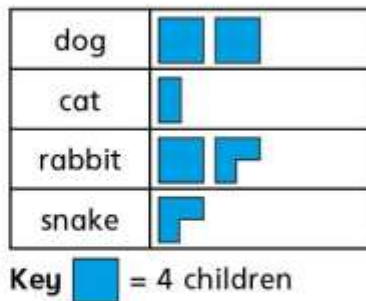 dog
cat
rabbit
snake
Key = 4 children